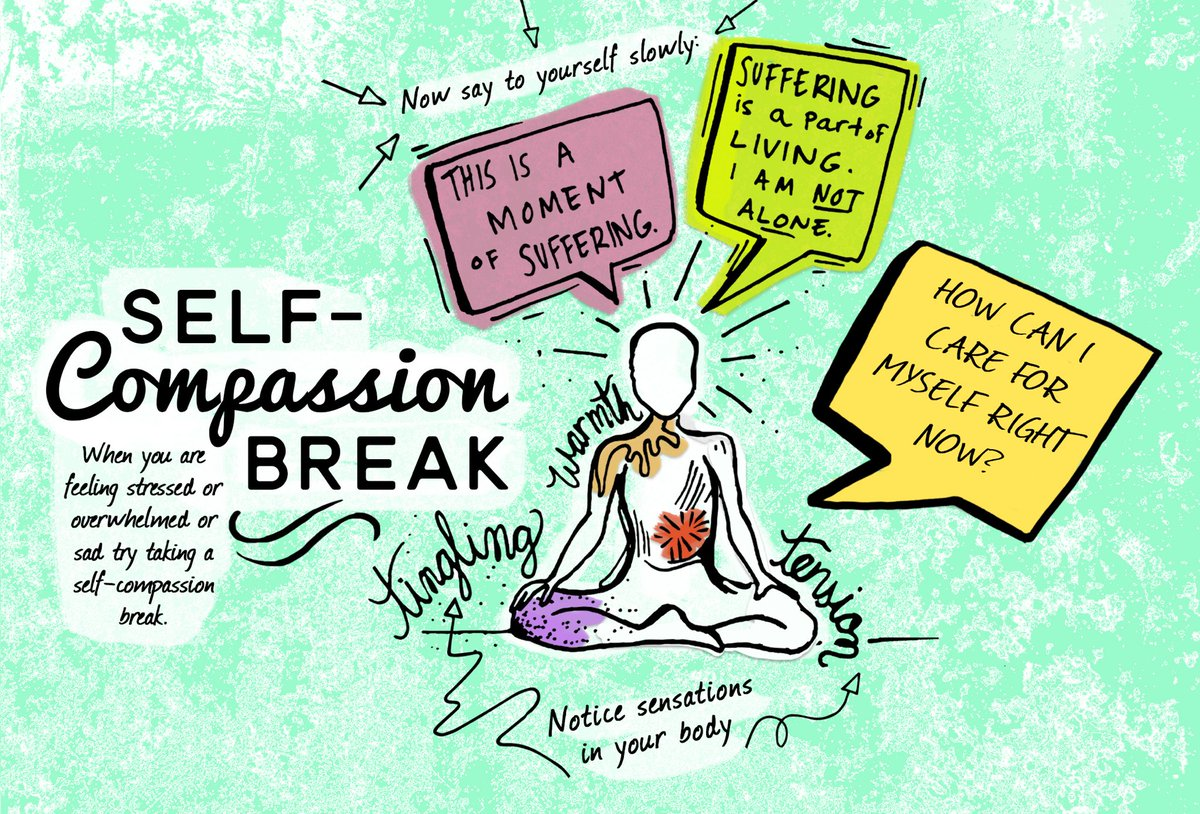 SELF-
Compassion
BREAK
When you are
feeling stressed or
overwhelmed or
sad try taking a
self-compassion
break.
Now say to yourself slowly:
THIS IS A
MOMENT
OF SUFFERING.
SUFFERING
is a part of
LIVING.
I AM NOT
ALONE.
HOW CAN I
CARE FOR
MYSELF RIGHT
NOW?
warmth
tingling
tension
Notice sensations
in your body